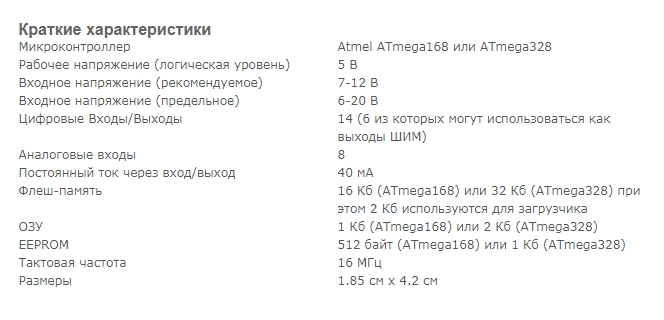 Краткие характеристики
Микроконтроллер Atmel ATmega168 или ATmega328
Рабочее напряжение (логическая уровень) 5 В
Входное напряжение (рекомендуемое) 7-12 В
Входное напряжение (предельное) 6-20 В
Цифровые Входы/Выходы 14 (6 из которых могут использоваться как
выходы ШИМ)
Аналоговые входы 8
Постоянный ток через вход/выход 40 мА
Флеш-память 16 Кб (ATmega168) или 32 Кб (ATmega328) при
этом 2 Кб используются для загрузчика
ОЗУ 1 Кб (ATmega168) или 2 Кб (ATmega328)
EEPROM 512 байт (ATmega168) или 1 Кб (ATmega328)
Тактовая частота 16 МГц
Размеры 1.85 см x 4.2 см